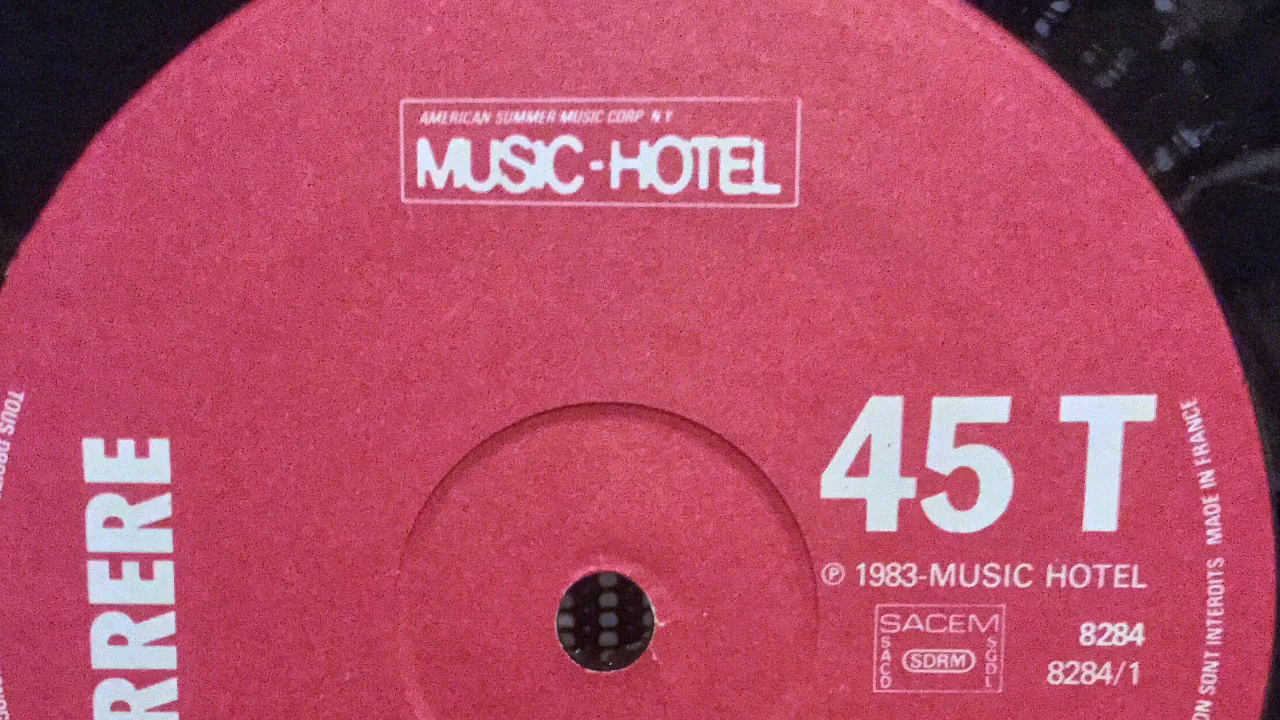 AMERICAN SUMMER MUSIC CORP N Y
MUSIC-HOTEL
45 T
℗ 1983-MUSIC HOTEL
SACEM
SACD
SDRM
SGDL
8284
8284/1
RRERE
TOUS
ON SONT INTERDITS MADE IN FRANCE